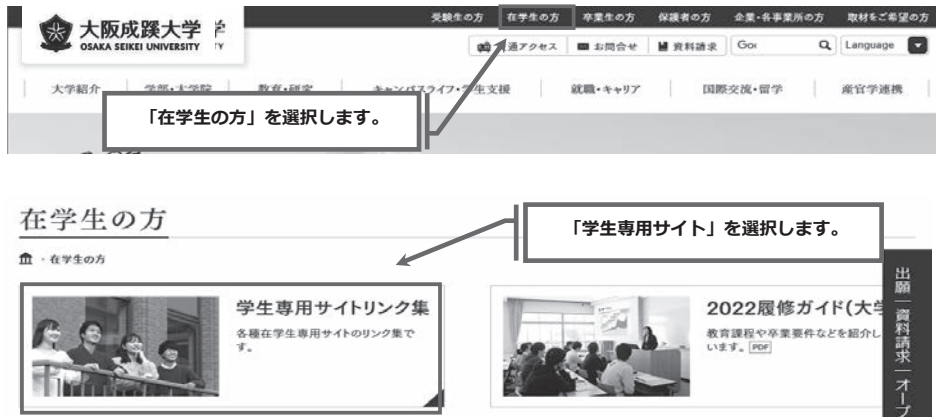 大阪成蹊大学
OSAKA SEIKEI UNIVERSITY
受験生の方 在学生の方 卒業生の方 保護者の方 企業・各事業所の方 取材をご希望の方
通アクセス お問合せ 資料請求 Language
大学紹介 学部・大学院 教育・研究 キャンパスライフ・学生支援 就職・キャリア 国際交流・留学 産官学連携
「在学生の方」を選択します。
在学生の方
・在学生の方
「学生専用サイト」を選択します。
学生専用サイトリンク集
各種在学生専用サイトのリンク集で
す。
2022履修ガイド(大学
教育課程や卒業要件などを紹介し
います。 PDF
出願 | 資料請求 | オープ